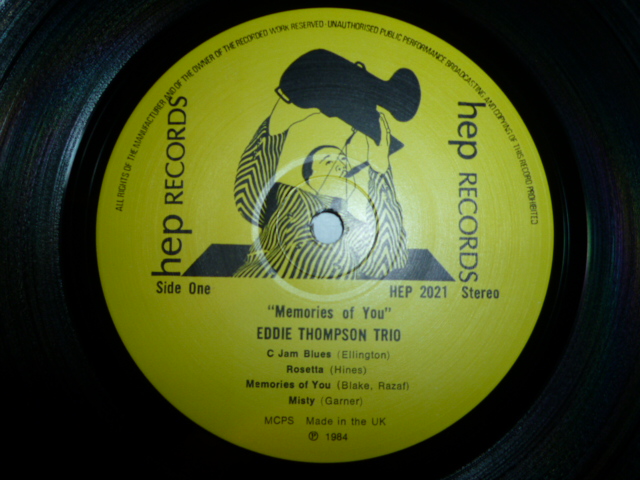 ALL RIGHTS OF THE MANUFACTURER AND OF THE OWNER OF THE RECORDED WORK RESERVED · UNAUTHORISED PUBLIC PERFORMANCE BROADCASTING AND COPYING OF THIS RECORD PROHIBITED
hep RECORDS
hep RECORDS
Side One HEP 2021 Stereo
"Memories of You"
EDDIE THOMPSON TRIO
C Jam Blues (Ellington)
Rosetta (Hines)
Memories of You (Blake, Razaf)
Misty (Garner)
MCPS Made in the UK
℗ 1984